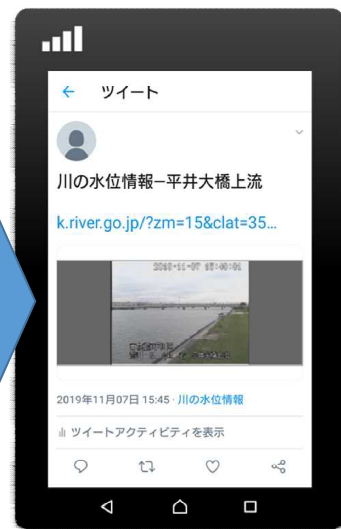 ツイート
川の水位情報−平井大橋上流
k.river.go.jp/?zm=15&clat=35...
2019年11月07日 15:45 · 川の水位情報
ツイートアクティビティを表示